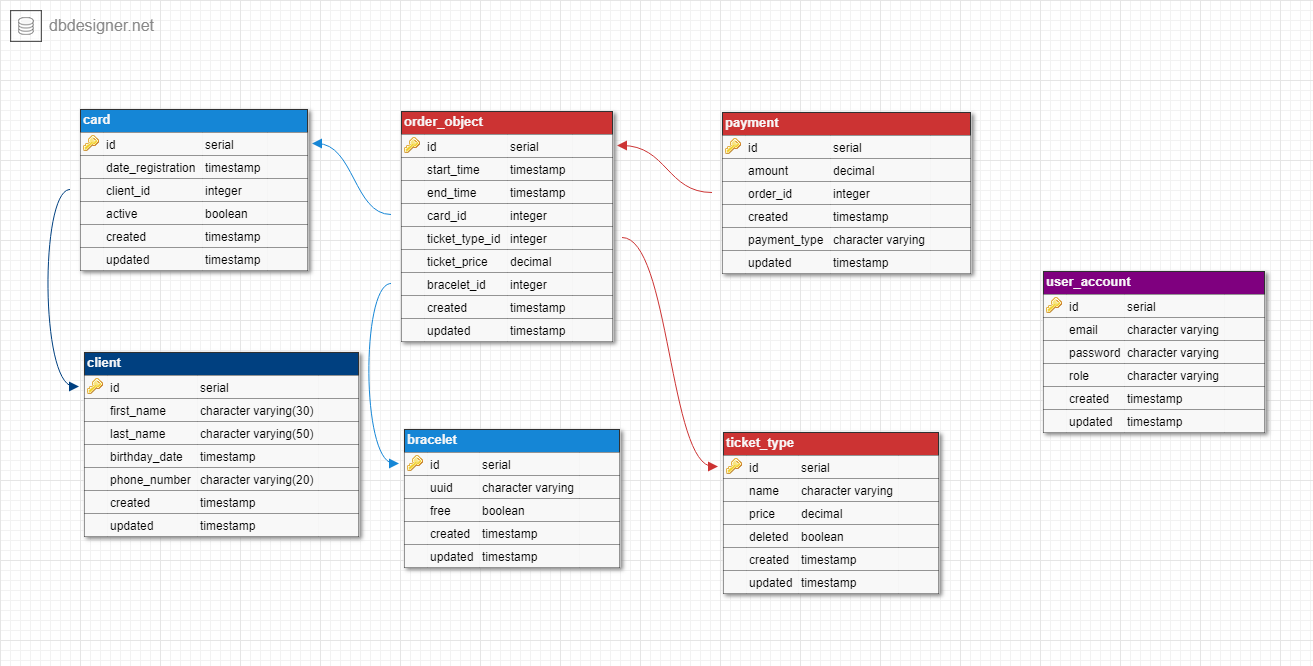 dbdesigner.net
card
id serial
date_registration timestamp
client_id integer
active boolean
created timestamp
updated timestamp
order_object
id serial
start_time timestamp
end_time timestamp
card_id integer
ticket_type_id integer
ticket_price decimal
bracelet_id integer
created timestamp
updated timestamp
payment
id serial
amount decimal
order_id integer
created timestamp
payment_type character varying
updated timestamp
user_account
id serial
email character varying
password character varying
role character varying
created timestamp
updated timestamp
client
id serial
first_name character varying(30)
last_name character varying(50)
birthday_date timestamp
phone_number character varying(20)
created timestamp
updated timestamp
bracelet
id serial
uuid character varying
free boolean
created timestamp
updated timestamp
ticket_type
id serial
name character varying
price decimal
deleted boolean
created timestamp
updated timestamp